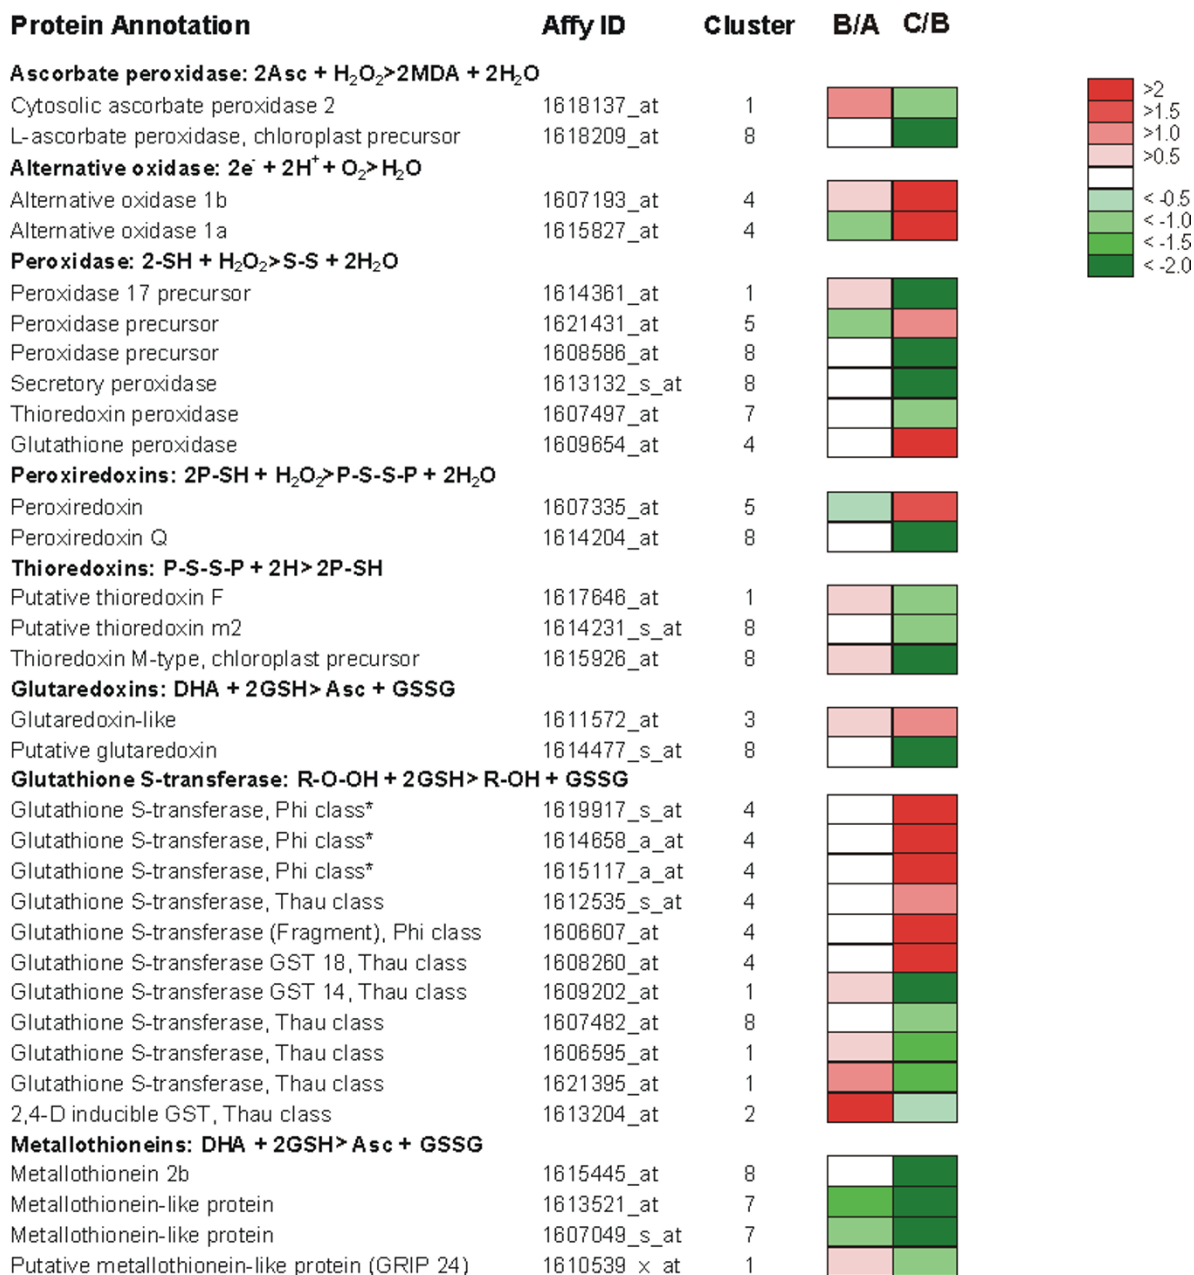 Protein Annotation Affy ID Cluster B/A C/B
Ascorbate peroxidase: 2Asc + H₂O₂>2MDA + 2H₂O
Cytosolic ascorbate peroxidase 2 1618137_at 1
L-ascorbate peroxidase, chloroplast precursor 1618209_at 8
Alternative oxidase: 2e⁻ + 2H⁺ + O₂>H₂O
Alternative oxidase 1b 1607193_at 4
Alternative oxidase 1a 1615827_at 4
Peroxidase: 2-SH + H₂O₂>S-S + 2H₂O
Peroxidase 17 precursor 1614361_at 1
Peroxidase precursor 1621431_at 5
Peroxidase precursor 1608586_at 8
Secretory peroxidase 1613132_s_at 8
Thioredoxin peroxidase 1607497_at 7
Glutathione peroxidase 1609654_at 4
Peroxiredoxins: 2P-SH + H₂O₂>P-S-S-P + 2H₂O
Peroxiredoxin 1607335_at 5
Peroxiredoxin Q 1614204_at 8
Thioredoxins: P-S-S-P + 2H> 2P-SH
Putative thioredoxin F 1617646_at 1
Putative thioredoxin m2 1614231_s_at 8
Thioredoxin M-type, chloroplast precursor 1615926_at 8
Glutaredoxins: DHA + 2GSH> Asc + GSSG
Glutaredoxin-like 1611572_at 3
Putative glutaredoxin 1614477_s_at 8
Glutathione S-transferase: R-O-OH + 2GSH> R-OH + GSSG
Glutathione S-transferase, Phi class* 1619917_s_at 4
Glutathione S-transferase, Phi class* 1614658_a_at 4
Glutathione S-transferase, Phi class* 1615117_a_at 4
Glutathione S-transferase, Thau class 1612535_s_at 4
Glutathione S-transferase (Fragment), Phi class 1606607_at 4
Glutathione S-transferase GST 18, Thau class 1608260_at 4
Glutathione S-transferase GST 14, Thau class 1609202_at 1
Glutathione S-transferase, Thau class 1607482_at 8
Glutathione S-transferase, Thau class 1606595_at 1
Glutathione S-transferase, Thau class 1621395_at 1
2,4-D inducible GST, Thau class 1613204_at 2
Metallothioneins: DHA + 2GSH> Asc + GSSG
Metallothionein 2b 1615445_at 8
Metallothionein-like protein 1613521_at 7
Metallothionein-like protein 1607049_s_at 7
Putative metallothionein-like protein (GRIP 24) 1610539_x_at 1
>2
>1.5
>1.0
>0.5
< -0.5
< -1.0
< -1.5
< -2.0